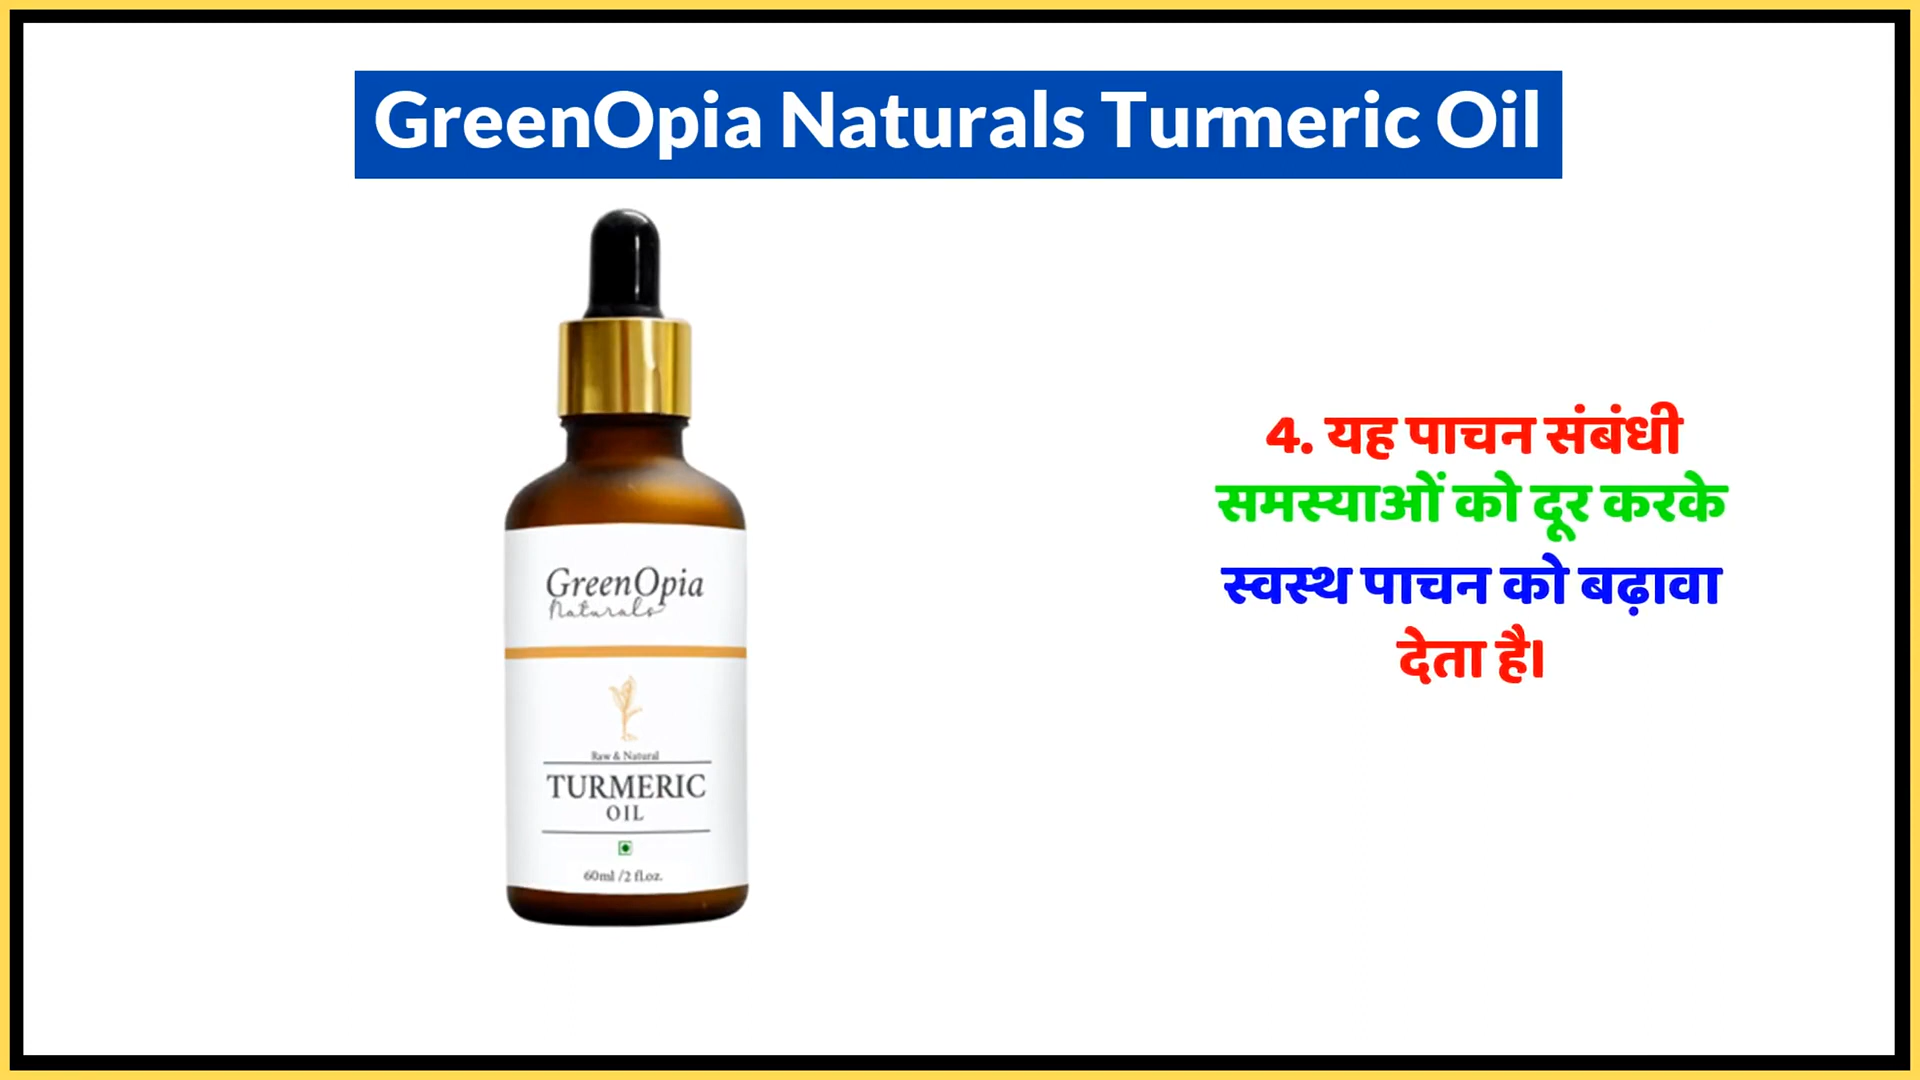 GreenOpia Naturals Turmeric Oil
4. यह पाचन संबंधी
समस्याओं को दूर करके
स्वस्थ पाचन को बढ़ावा
देता है।
GreenOpia
Naturals
Raw & Natural
TURMERIC
OIL
60ml /2 fl.oz.